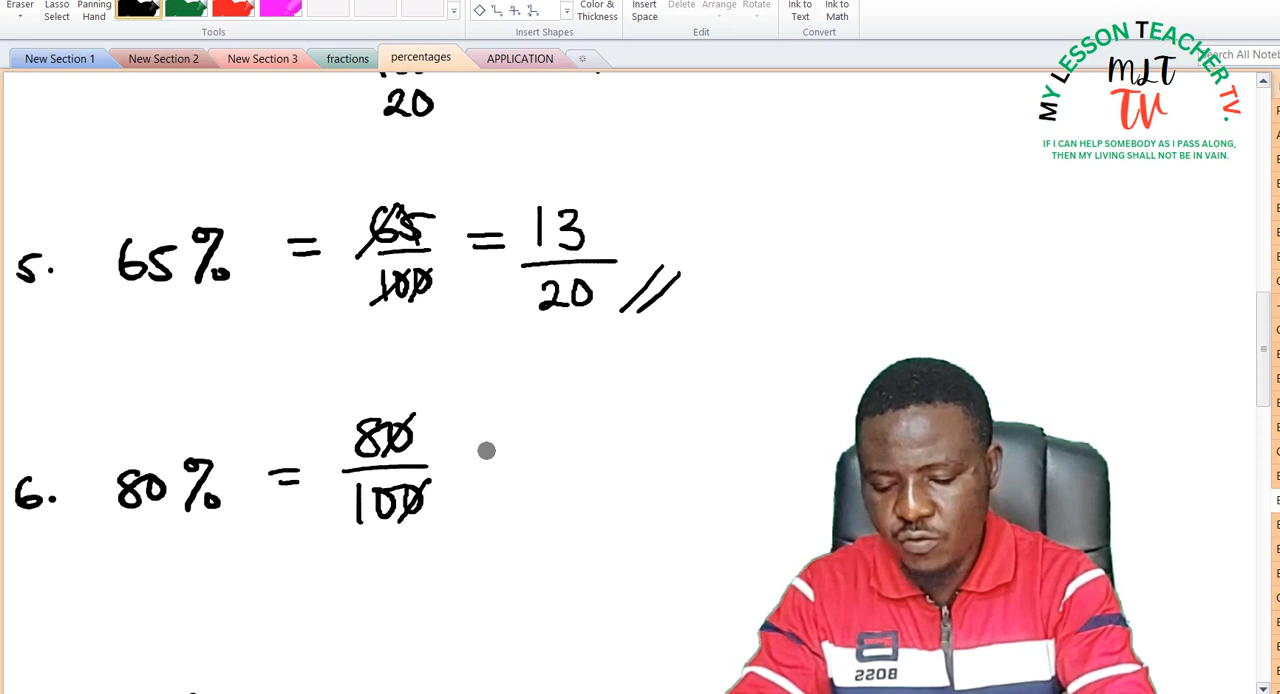 Eraser
Lasso Select
Panning Hand
Color & Thickness
Insert Space
Delete
Arrange
Rotate
Ink to Text
Ink to Math
Tools
Insert Shapes
Edit
Convert
New Section 1
New Section 2
New Section 3
fractions
percentages
APPLICATION
Search All Noteb
MY LESSON TEACHER TV.
MLT
TV
IF I CAN HELP SOMEBODY AS I PASS ALONG,
THEN MY LIVING SHALL NOT BE IN VAIN.
20
5. 65% = 65/100 = 13/20 //
6. 80% = 80/100
BOSS